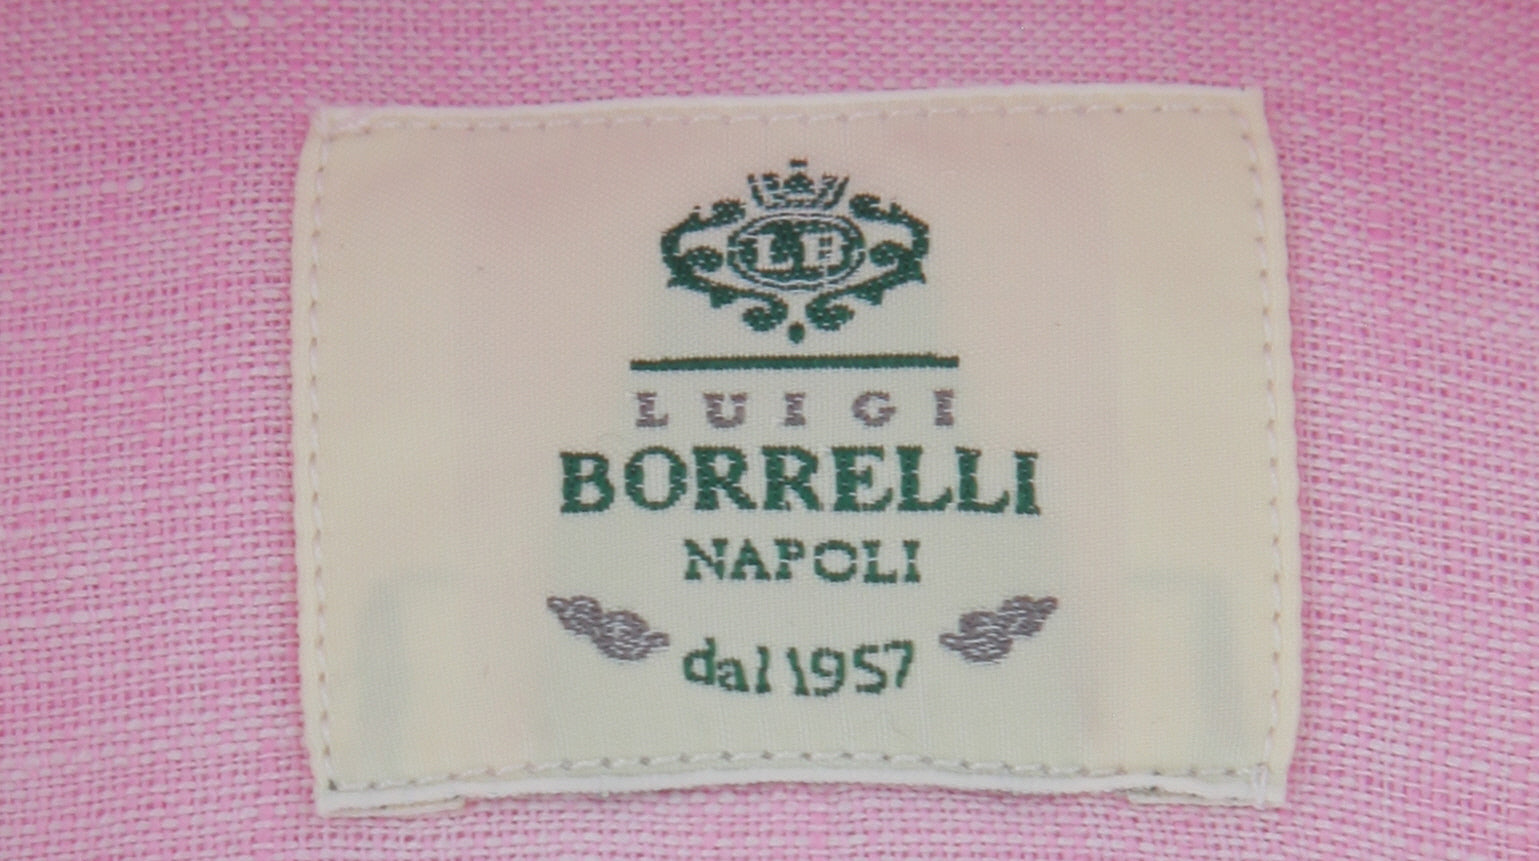 LB
LUIGI
BORRELLI
NAPOLI
dal 1957